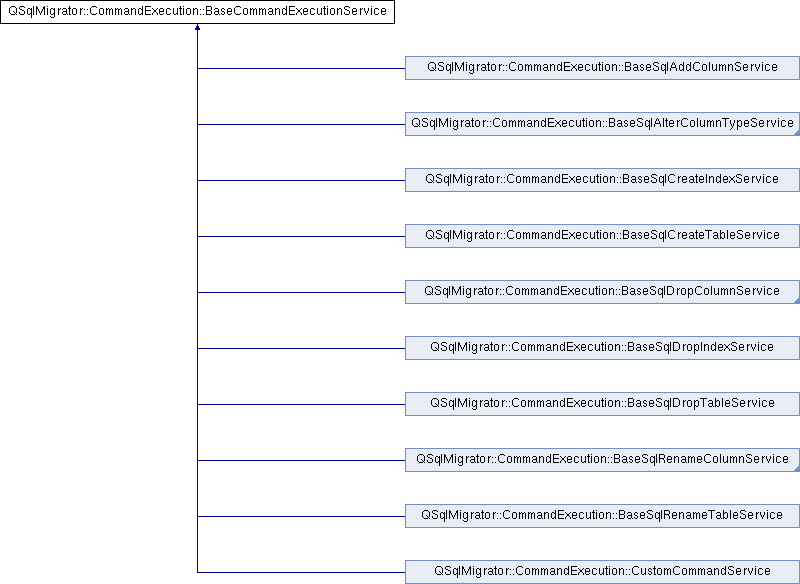 QSqlMigrator::CommandExecution::BaseCommandExecutionService
QSqlMigrator::CommandExecution::BaseSqlAddColumnService
QSqlMigrator::CommandExecution::BaseSqlAlterColumnTypeService
QSqlMigrator::CommandExecution::BaseSqlCreateIndexService
QSqlMigrator::CommandExecution::BaseSqlCreateTableService
QSqlMigrator::CommandExecution::BaseSqlDropColumnService
QSqlMigrator::CommandExecution::BaseSqlDropIndexService
QSqlMigrator::CommandExecution::BaseSqlDropTableService
QSqlMigrator::CommandExecution::BaseSqlRenameColumnService
QSqlMigrator::CommandExecution::BaseSqlRenameTableService
QSqlMigrator::CommandExecution::CustomCommandService